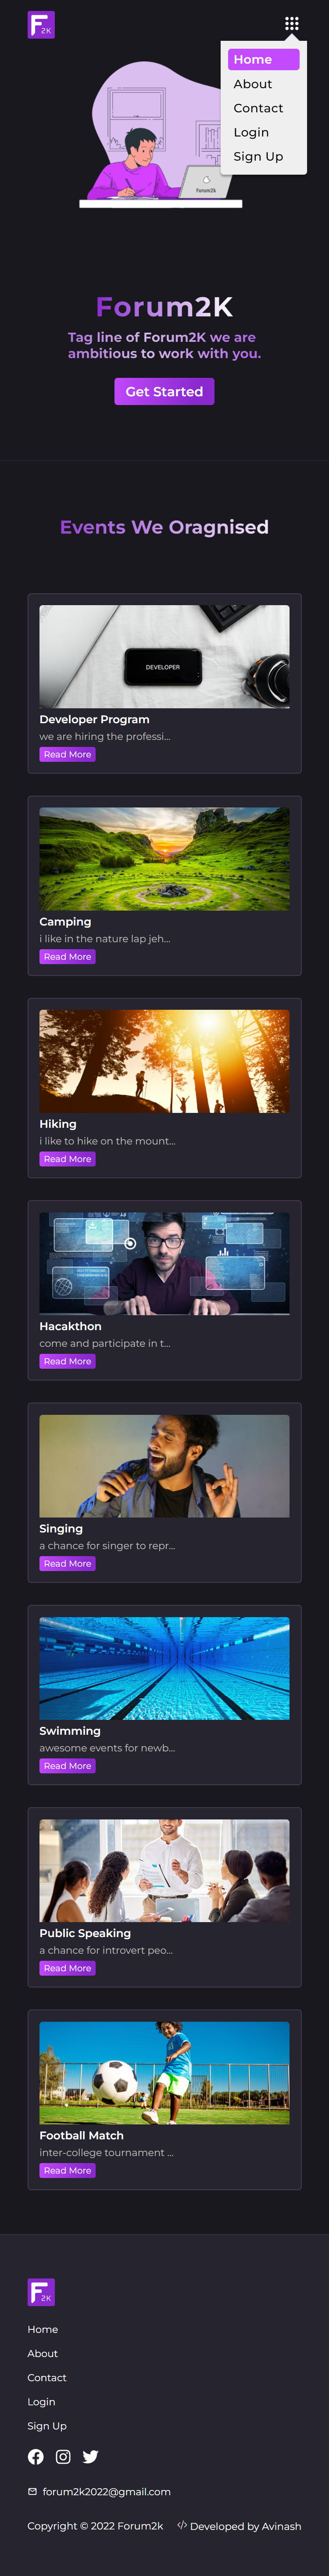 F2K
Home
About
Contact
Login
Sign Up
Forum2k
Forum2K
Tag line of Forum2K we are
ambitious to work with you.
Get Started
Events We Oragnised
DEVELOPER
Developer Program
we are hiring the professi...
Read More
Camping
i like in the nature lap jeh...
Read More
Hiking
i like to hike on the mount...
Read More
Hacakthon
come and participate in t...
Read More
Singing
a chance for singer to repr...
Read More
Swimming
awesome events for newb...
Read More
Public Speaking
a chance for introvert peo...
Read More
Football Match
inter-college tournament ...
Read More
F2K
Home
About
Contact
Login
Sign Up
forum2k2022@gmail.com
Copyright © 2022 Forum2k </> Developed by Avinash